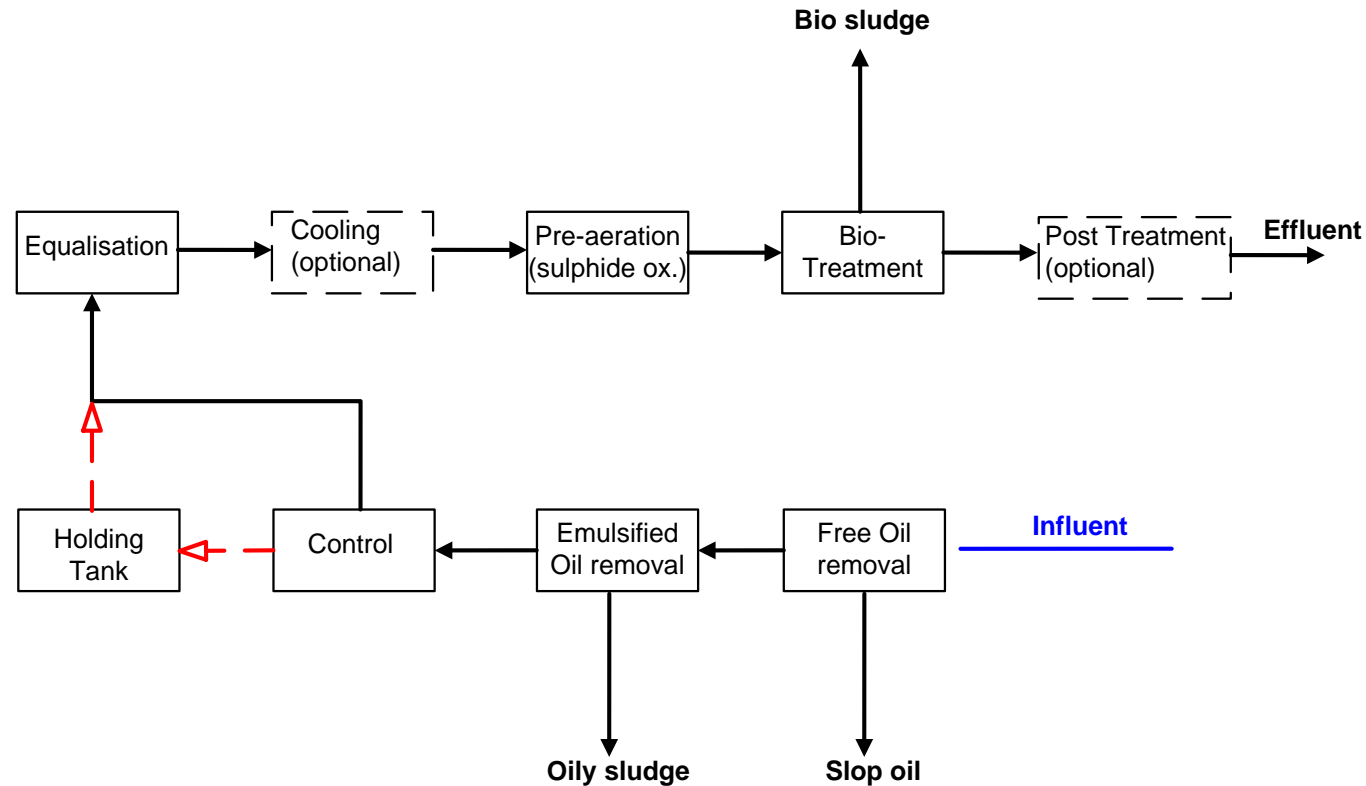 Bio sludge
Equalisation
Cooling
(optional)
Pre-aeration
(sulphide ox.)
Bio-
Treatment
Post Treatment
(optional)
Effluent
Holding
Tank
Control
Emulsified
Oil removal
Free Oil
removal
Influent
Oily sludge
Slop oil